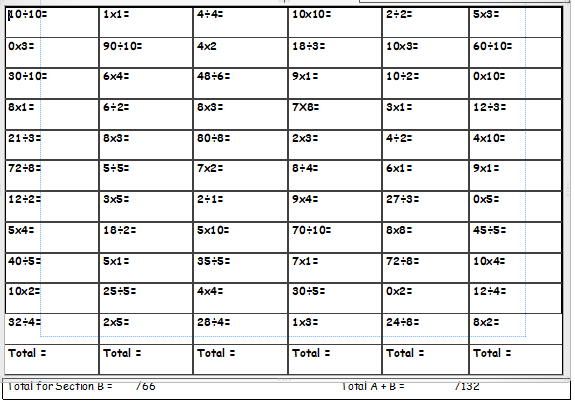 10÷10= 1x1= 4÷4= 10x10= 2÷2= 5x3=
0x3= 90÷10= 4x2 18÷3= 10x3= 60÷10=
30÷10= 6x4= 48÷6= 9x1= 10÷2= 0x10=
8x1= 6÷2= 8x3= 7X8= 3x1= 12÷3=
21÷3= 8x3= 80÷8= 2x3= 4÷2= 4x10=
72÷8= 5÷5= 7x2= 8÷4= 6x1= 9x1=
12÷2= 3x5= 2÷1= 9x4= 27÷3= 0x5=
5x4= 18÷2= 5x10= 70÷10= 8x8= 45÷5=
40÷5= 5x1= 35÷5= 7x1= 72÷8= 10x4=
10x2= 25÷5= 4x4= 30÷5= 0x2= 12÷4=
32÷4= 2x5= 28÷4= 1x3= 24÷8= 8x2=
Total = Total = Total = Total = Total = Total =
Total for Section B = /66 Total A + B = /132